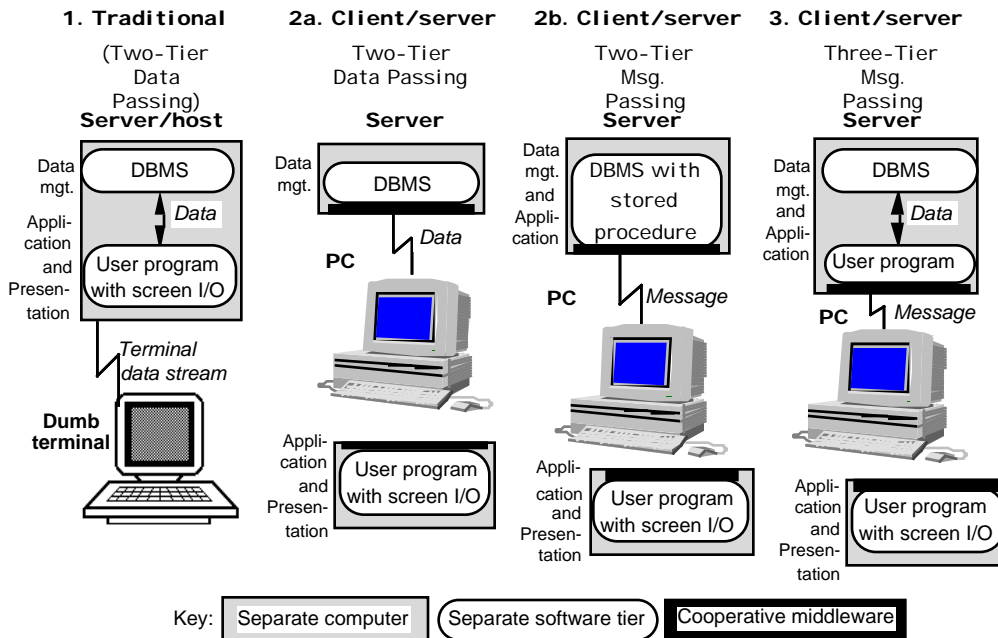 1. Traditional
(Two-Tier
Data
Passing)
Server/host
Data
mgt.
DBMS
Data
Appli-
cation
and
Presen-
tation
User program
with screen I/O
Terminal
data stream
Dumb
terminal
2a. Client/server
Two-Tier
Data Passing
Server
Data
mgt.
DBMS
Data
PC
Appli-
cation
and
Presen-
tation
User program
with screen I/O
2b. Client/server
Two-Tier
Msg.
Passing
Server
Data
mgt.
and
Appli-
cation
DBMS with
stored
procedure
PC
Message
Appli-
cation
and
Presen-
tation
User program
with screen I/O
3. Client/server
Three-Tier
Msg.
Passing
Server
Data
mgt.
and
Appli-
cation
DBMS
Data
User program
PC
Message
Appli-
cation
and
Presen-
tation
User program
with screen I/O
Key:
Separate computer
Separate software tier
Cooperative middleware